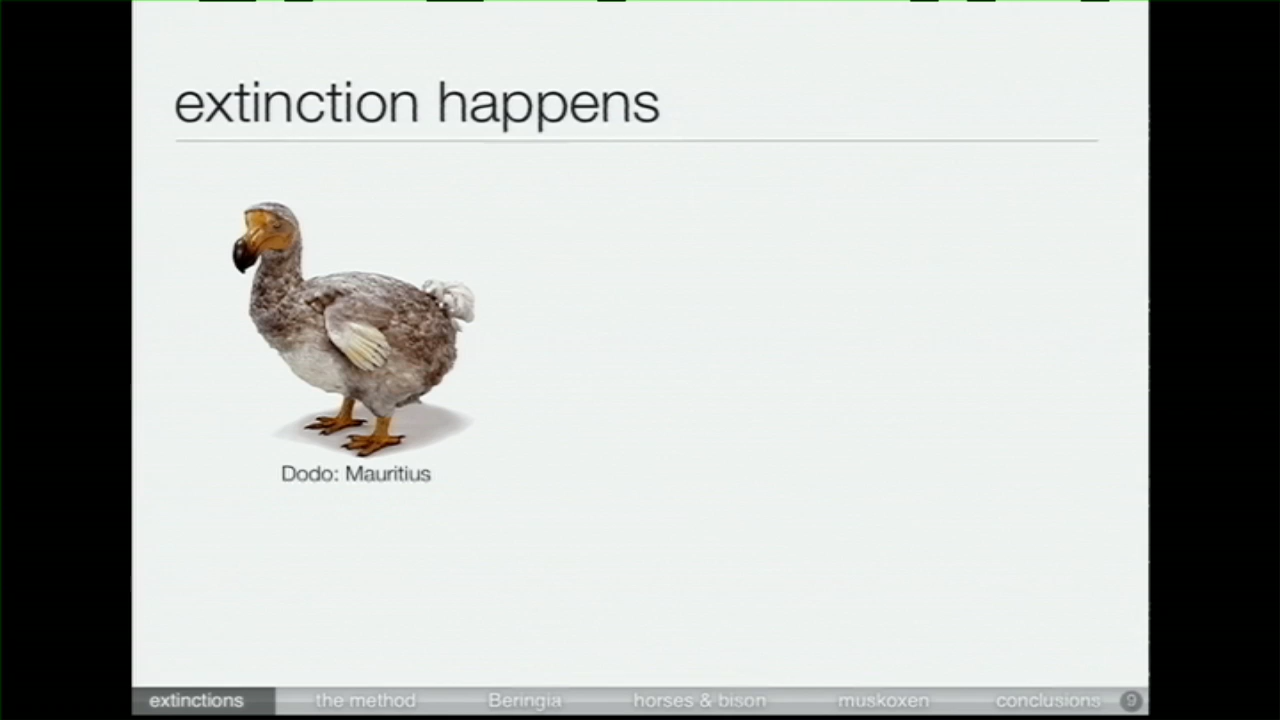 extinction happens
Dodo: Mauritius
extinctions the method Beringia horses & bison muskoxen conclusions 9